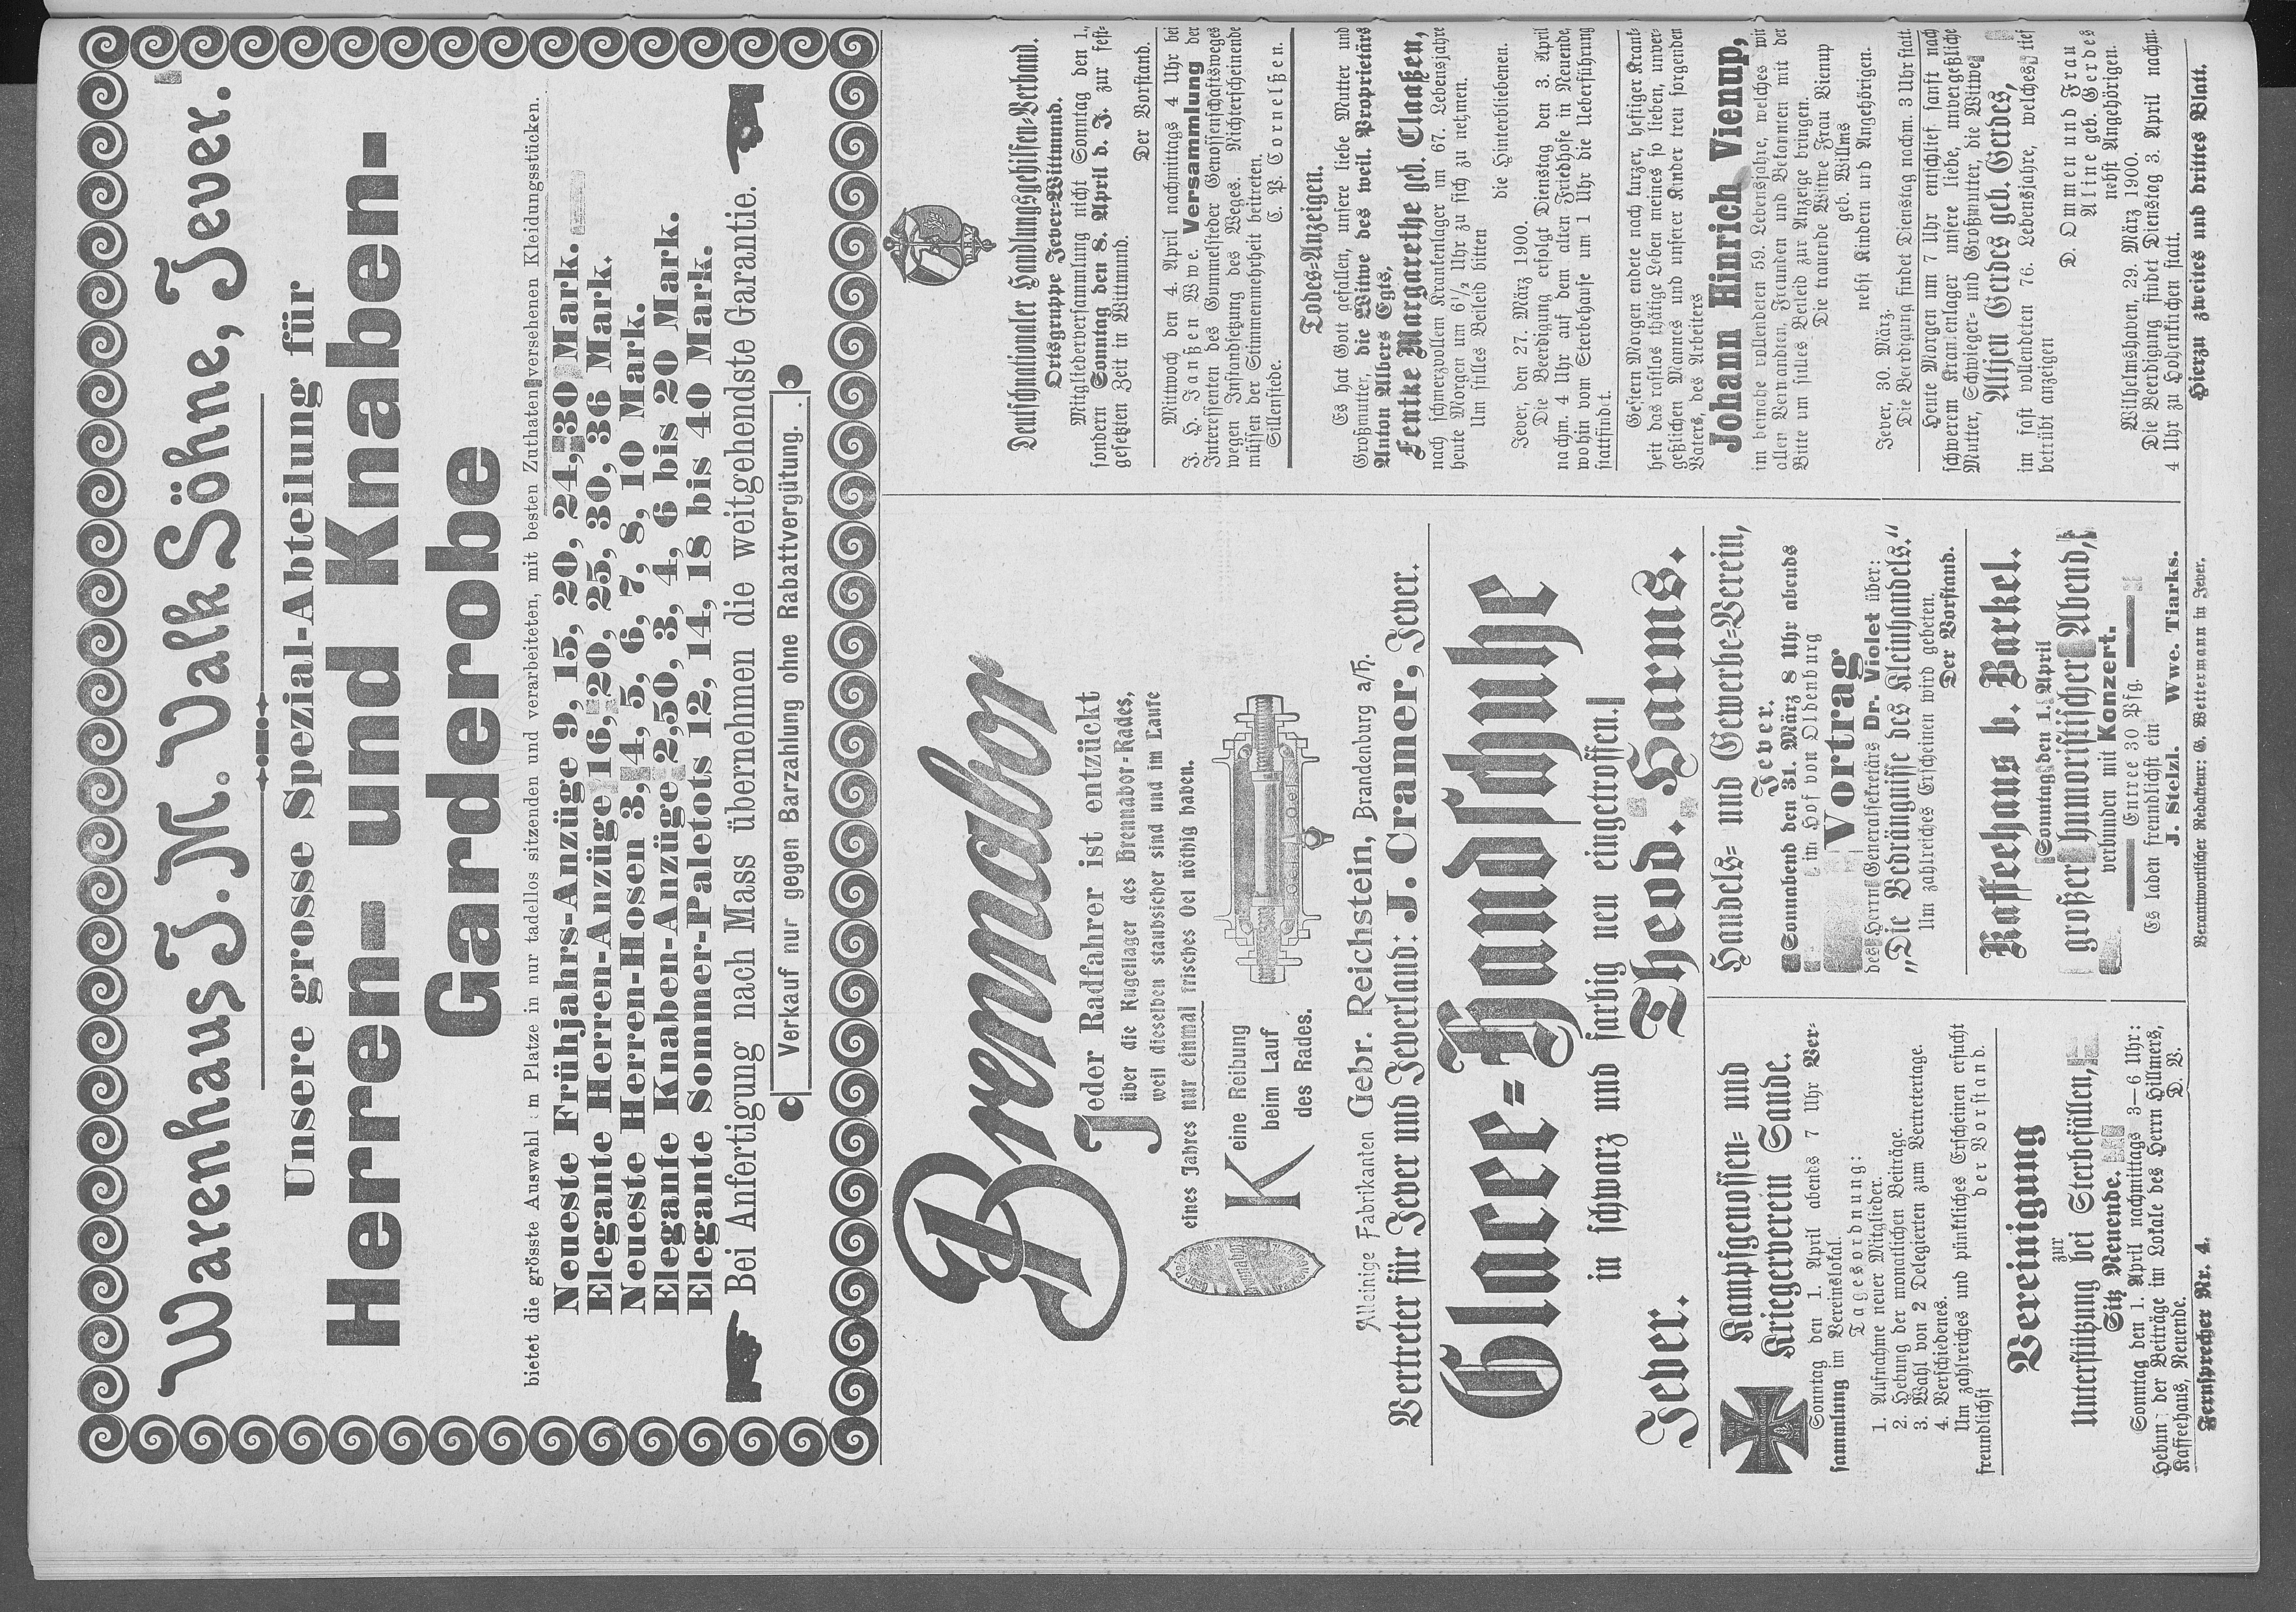 Warenhaus J. M. Valk Söhne, Jever.
Unsere grosse Spezial-Abteilung für
Herren- und Knaben-
Garderobe
bietet die grösste Auswahl im Platze in nur tadellos sitzenden und verarbeiteten, mit besten Zuthaten versehenen Kleidungsstücken.
Neueste Frühjahrs-Anzüge 9, 15, 20, 24, 30 Mark.
Elegante Herren-Anzüge 16, 20, 25, 30, 36 Mark.
Neueste Herren-Hosen 3, 4, 5, 6, 7, 8, 10 Mark.
Elegante Knaben-Anzüge 2,50, 3, 4, 6 bis 20 Mark.
Elegante Sommer-Paletots 12, 14, 18 bis 40 Mark.
Bei Anfertigung nach Mass übernehmen die weitgehendste Garantie.
Verkauf nur gegen Barzahlung ohne Rabattvergütung.
Brennabor
Jeder Radfahrer ist entzückt
über die Kugellager des Brennabor-Rades,
weil dieselben staubsicher sind und im Laufe
eines Jahres nur einmal frisches Oel nöthig haben.
Keine Reibung
beim Lauf
des Rades.
Brennabor
Oel Oel
Oel Oel
Alleinige Fabrikanten Gebr. Reichstein, Brandenburg a/H.
Vertreter für Jever und Jeverland: J. Cramer, Jever.
Glacee-Handschuhe
in schwarz und farbig neu eingetroffen.
Jever. Theod. Harms.
Kampfgenossen- und
Kriegerverein Sande.
Sonntag den 1. April abends 7 Uhr Ver-
sammlung im Vereinslokal.
Tagesordnung:
1. Aufnahme neuer Mitglieder.
2. Hebung der monatlichen Beiträge.
3. Wahl von 2 Delegierten zum Vertretertage.
4. Verschiedenes.
Um zahlreiches und pünktliches Erscheinen ersucht
freundlichst der Vorstand.
Vereinigung
zur
Unterstützung bei Sterbefällen,
Sitz Neuende.
Sonntag den 1. April nachmittags 3—6 Uhr:
Hebung der Beiträge im Lokale des Herrn Hillmers,
Kaffeehaus, Neuende. D. V.
Fernsprecher Nr. 4.
Handels- und Gewerbe-Verein,
Jever.
Sonnabend den 31. März 8 Uhr abends
im Hof von Oldenburg
Vortrag
des Herrn Generalsekretärs Dr. Violet über:
„Die Bedrängnisse des Kleinhandels.“
Um zahlreiches Erscheinen wird gebeten.
Der Vorstand.
Kaffeehaus b. Barkel.
Sonntag den 1. April
großer humoristischer Abend,
verbunden mit Konzert.
Entree 30 Pfg.
Es laden freundlichst ein
J. Stelzl. Wwe. Tiarks.
Verantwortlicher Redakteur: G. Bettermann in Jever.
Deutschnationaler Handlungsgehilfen-Verband.
Ortsgruppe Jever-Wittmund.
Mitgliederversammlung nicht Sonntag den 1.,
sondern Sonntag den 8. April d. J. zur fest-
gesetzten Zeit in Wittmund.
Der Vorstand.
Mittwoch den 4. April nachmittags 4 Uhr bei
J. H. Janßen Wwe. Versammlung der
Interessenten des Gummelsteder Genossenschaftsweges
wegen Instandsetzung des Weges. Nichterscheinende
müssen der Stimmenmehrheit beitreten.
Sillenstede. C. P. Cornelßen.
Todes-Anzeigen.
Es hat Gott gefallen, unsere liebe Mutter und
Großmutter, die Witwe des weil. Proprietärs
Anton Albers Egts,
Fentke Margarethe geb. Claaßen,
nach schmerzvollem Krankenlager im 67. Lebensjahre
heute Morgen um 6½ Uhr zu sich zu nehmen.
Um stilles Beileid bitten
die Hinterbliebenen.
Jever, den 27. März 1900.
Die Beerdigung erfolgt Dienstag den 3. April
nachm. 4 Uhr auf dem alten Friedhofe in Neuende,
wohin vom Sterbehause um 1 Uhr die Ueberführung
stattfindet.
Gestern Morgen endete nach kurzer, heftiger Krank-
heit das rastlos thätige Leben meines so lieben, unver-
geßlichen Mannes und unserer Kinder treu sorgenden
Vaters, des Arbeiters
Johann Hinrich Vienup,
im beinahe vollendeten 59. Lebensjahre, welches wir
allen Verwandten, Freunden und Bekannten mit der
Bitte um stilles Beileid zur Anzeige bringen.
Die trauende Witwe Frau Vienup
geb. Willms
nebst Kindern und Angehörigen.
Jever, 30. März.
Die Beerdigung findet Dienstag nachm. 3 Uhr statt.
Heute Morgen um 7 Uhr entschlief sanft nach
schwerem Krankenlager unsere liebe, unvergeßliche
Mutter, Schwieger- und Großmutter, die Witwe
Altjen Gerdes geb. Gerdes,
im fast vollendeten 76. Lebensjahre, welches tief
betrübt anzeigen
D. Ommen und Frau
Aline geb. Gerdes
nebst Angehörigen.
Wilhelmshaven, 29. März 1900.
Die Beerdigung findet Dienstag 3. April nachm.
4 Uhr zu Hohenkirchen statt.
Hierzu zweites und drittes Blatt.